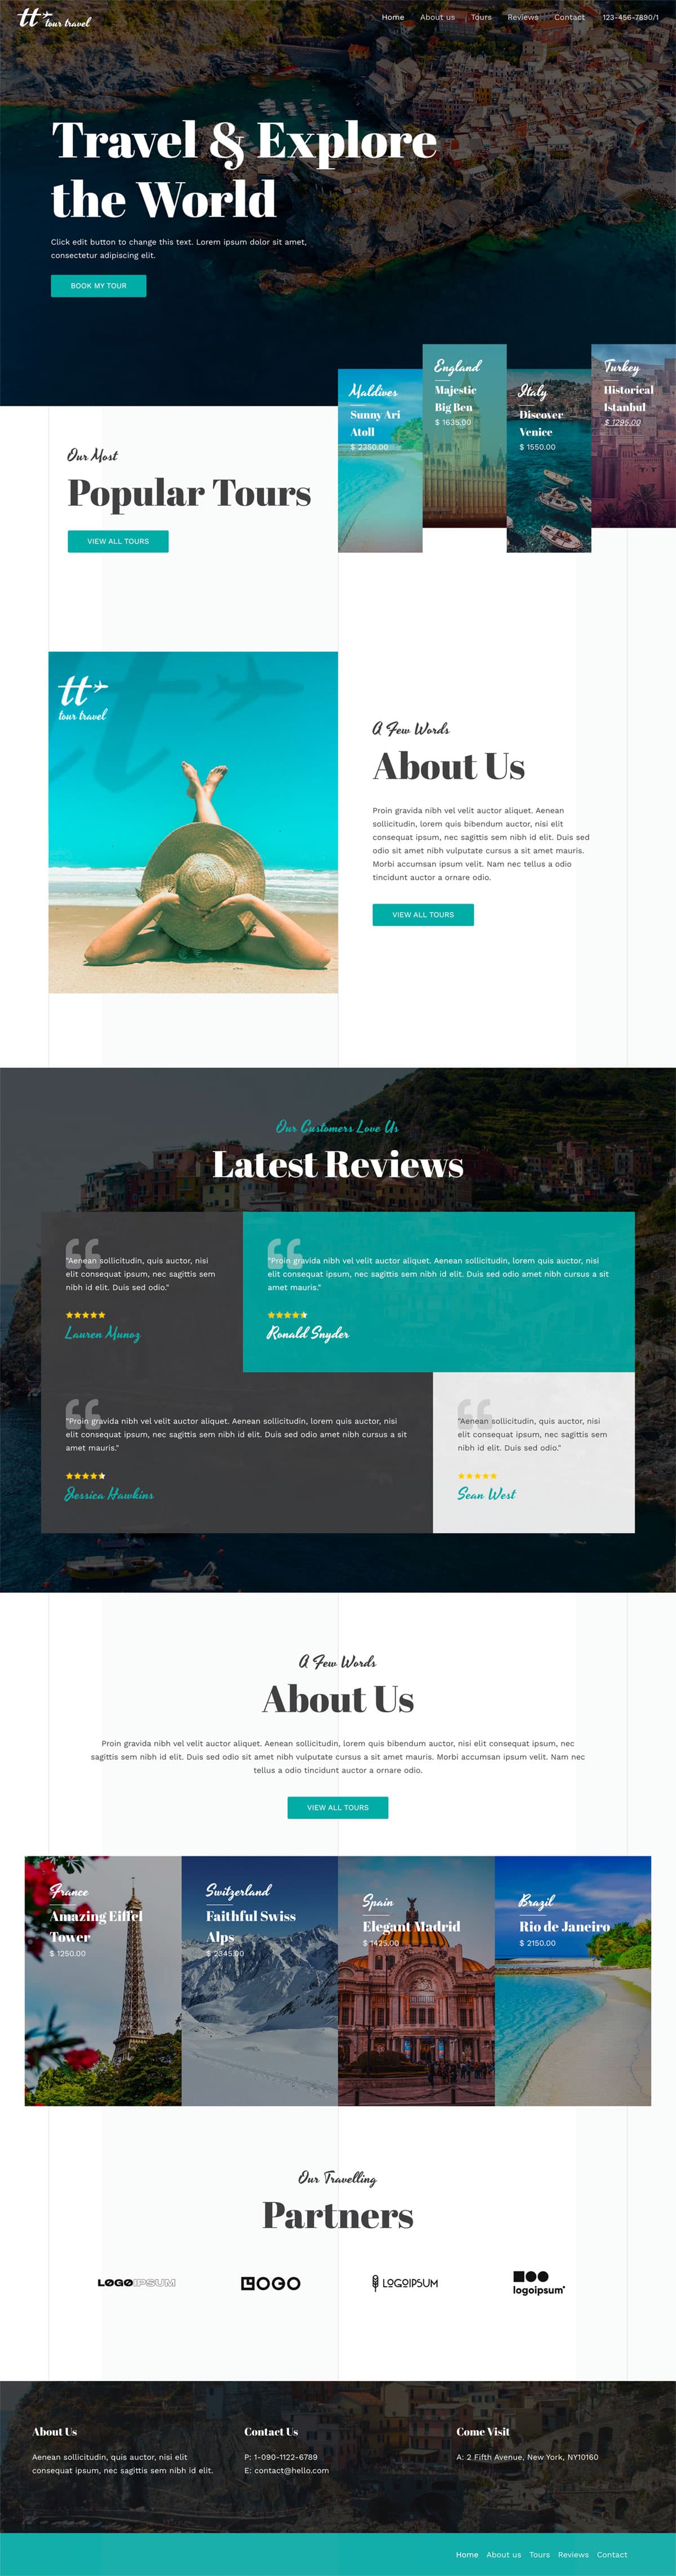 tt tour travel
Home About us Tours Reviews Contact 123-456-7890/1
Travel & Explore
the World
Click edit button to change this text. Lorem ipsum dolor sit amet,
consectetur adipiscing elit.
BOOK MY TOUR
Maldives
Sunny Ari
Atoll
$ 2350.00
England
Majestic
Big Ben
$ 1635.00
Italy
Discover
Venice
$ 1550.00
Turkey
Historical
Istanbul
$ 1295.00
Our Most
Popular Tours
VIEW ALL TOURS
tt
tour travel
A Few Words
About Us
Proin gravida nibh vel velit auctor aliquet. Aenean
sollicitudin, lorem quis bibendum auctor, nisi elit
consequat ipsum, nec sagittis sem nibh id elit. Duis sed
odio sit amet nibh vulputate cursus a sit amet mauris.
Morbi accumsan ipsum velit. Nam nec tellus a odio
tincidunt auctor a ornare odio.
VIEW ALL TOURS
Our Customers Love Us
Latest Reviews
"Aenean sollicitudin, quis auctor, nisi
elit consequat ipsum, nec sagittis sem
nibh id elit. Duis sed odio."
Lauren Munoz
"Proin gravida nibh vel velit auctor aliquet. Aenean sollicitudin, lorem quis auctor, nisi
elit consequat ipsum, nec sagittis sem nibh id elit. Duis sed odio amet nibh cursus a sit
amet mauris."
Ronald Snyder
"Proin gravida nibh vel velit auctor aliquet. Aenean sollicitudin, lorem quis auctor, nisi
elit consequat ipsum, nec sagittis sem nibh id elit. Duis sed odio amet nibh cursus a sit
amet mauris."
Jessica Hawkins
"Aenean sollicitudin, quis auctor, nisi
elit consequat ipsum, nec sagittis sem
nibh id elit. Duis sed odio."
Sean West
A Few Words
About Us
Proin gravida nibh vel velit auctor aliquet. Aenean sollicitudin, lorem quis bibendum auctor, nisi elit consequat ipsum, nec
sagittis sem nibh id elit. Duis sed odio sit amet nibh vulputate cursus a sit amet mauris. Morbi accumsan ipsum velit. Nam nec
tellus a odio tincidunt auctor a ornare odio.
VIEW ALL TOURS
France
Amazing Eiffel
Tower
$ 1250.00
Switzerland
Faithful Swiss
Alps
$ 2345.00
Spain
Elegant Madrid
$ 1425.00
Brazil
Rio de Janeiro
$ 2150.00
Our Travelling
Partners
LOGOIPSUM
LOGO
LOGOIPSUM
logoipsum
About Us
Aenean sollicitudin, quis auctor, nisi elit
consequat ipsum, nec sagittis sem nibh id elit.
Contact Us
P: 1-090-1122-6789
E: contact@hello.com
Come Visit
A: 2 Fifth Avenue, New York, NY10160
Home About us Tours Reviews Contact